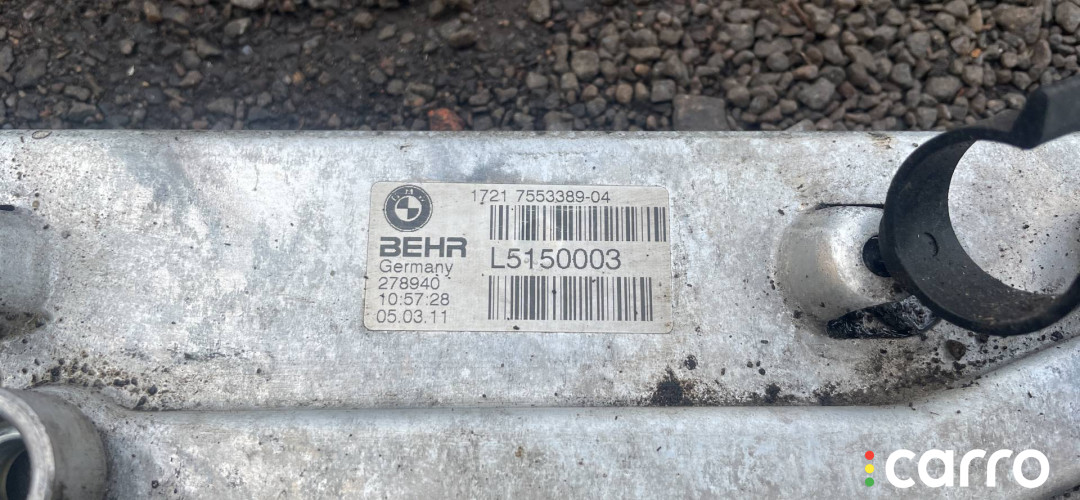 1721 7553389-04
BEHR
L5150003
Germany
278940
10:57:28
05.03.11
carro